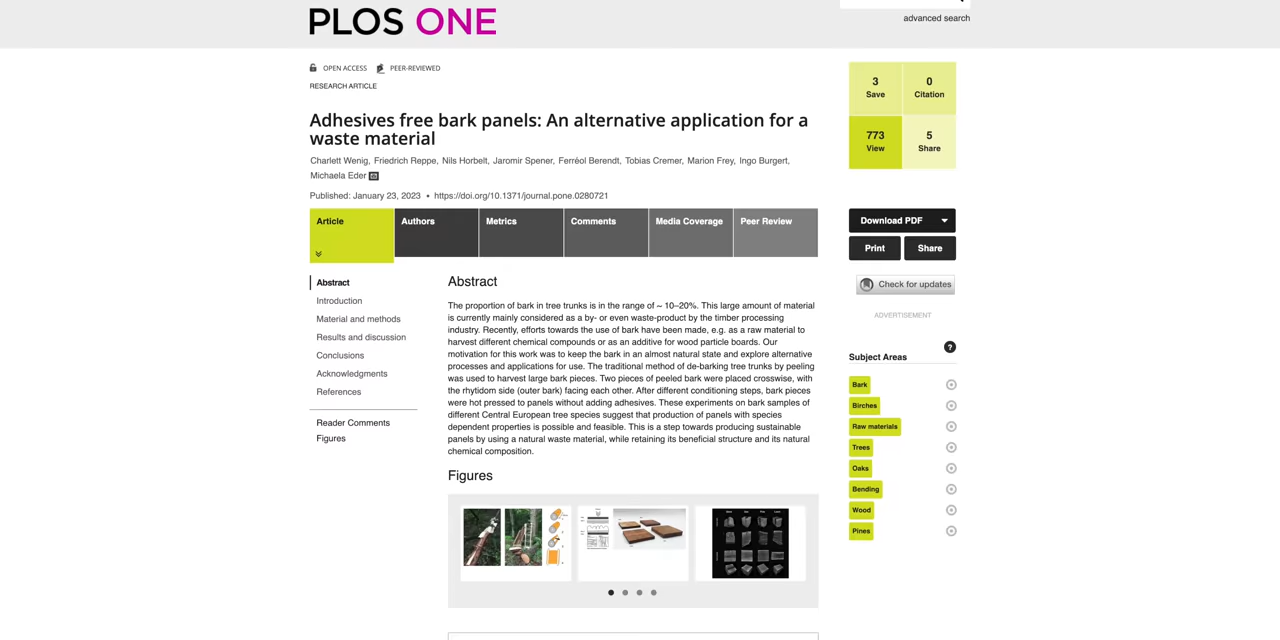 PLOS ONE
advanced search
OPEN ACCESS
PEER-REVIEWED
RESEARCH ARTICLE
Adhesives free bark panels: An alternative application for a
waste material
Charlett Wenig, Friedrich Reppe, Nils Horbelt, Jaromir Spener, Ferréol Berendt, Tobias Cremer, Marion Frey, Ingo Burgert,
Michaela Eder
Published: January 23, 2023 • https://doi.org/10.1371/journal.pone.0280721
3
Save
0
Citation
773
View
5
Share
Article
Authors
Metrics
Comments
Media Coverage
Peer Review
Download PDF
Print
Share
Check for updates
ADVERTISEMENT
Abstract
Introduction
Material and methods
Results and discussion
Conclusions
Acknowledgments
References
Reader Comments
Figures
Abstract
The proportion of bark in tree trunks is in the range of ~ 10–20%. This large amount of material
is currently mainly considered as a by- or even waste-product by the timber processing
industry. Recently, efforts towards the use of bark have been made, e.g. as a raw material to
harvest different chemical compounds or as an additive for wood particle boards. Our
motivation for this work was to keep the bark in an almost natural state and explore alternative
processes and applications for use. The traditional method of de-barking tree trunks by peeling
was used to harvest large bark pieces. Two pieces of peeled bark were placed crosswise, with
the rhytidom side (outer bark) facing each other. After different conditioning steps, bark pieces
were hot pressed to panels without adding adhesives. These experiments on bark samples of
different Central European tree species suggest that production of panels with species
dependent properties is possible and feasible. This is a step towards producing sustainable
panels by using a natural waste material, while retaining its beneficial structure and its natural
chemical composition.
Figures
?
Subject Areas
Bark
Birches
Raw materials
Trees
Oaks
Bending
Wood
Pines